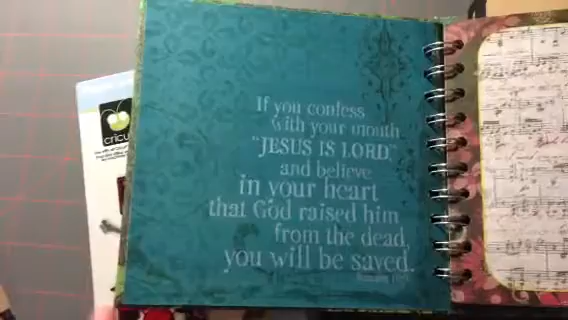 If you confess
with your mouth
"JESUS IS LORD,"
and believe
in your heart
that God raised him
from the dead,
you will be saved.
cricut